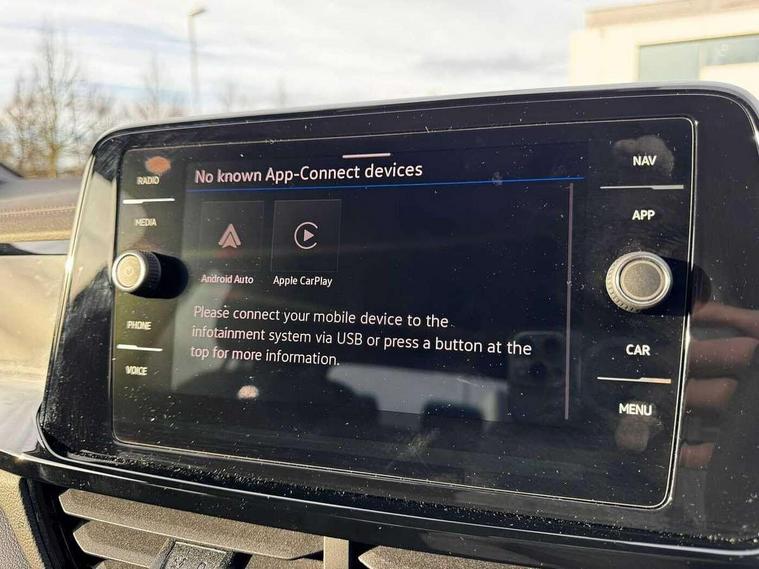 RADIO
MEDIA
PHONE
VOICE
No known App-Connect devices
Android Auto
Apple CarPlay
Please connect your mobile device to the
infotainment system via USB or press a button at the
top for more information.
NAV
APP
CAR
MENU